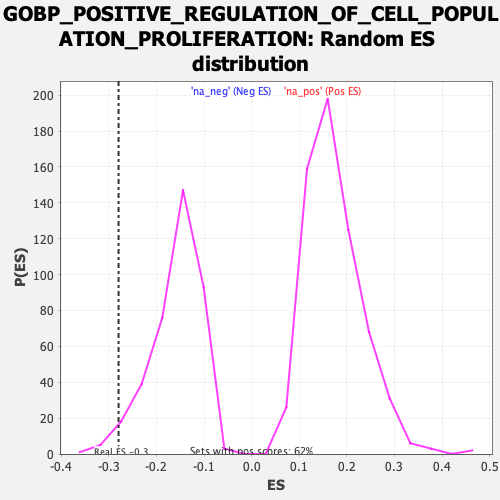 GOBP_POSITIVE_REGULATION_OF_CELL_POPUL
ATION_PROLIFERATION: Random ES
distribution
'na_neg' (Neg ES) 'na_pos' (Pos ES)
200
180
160
140
120
100
80
60
40
20
0
P(ES)
Real ES -0.3
Sets with pos scores: 62%
-0.4 -0.3 -0.2 -0.1 0.0 0.1 0.2 0.3 0.4 0.5
ES